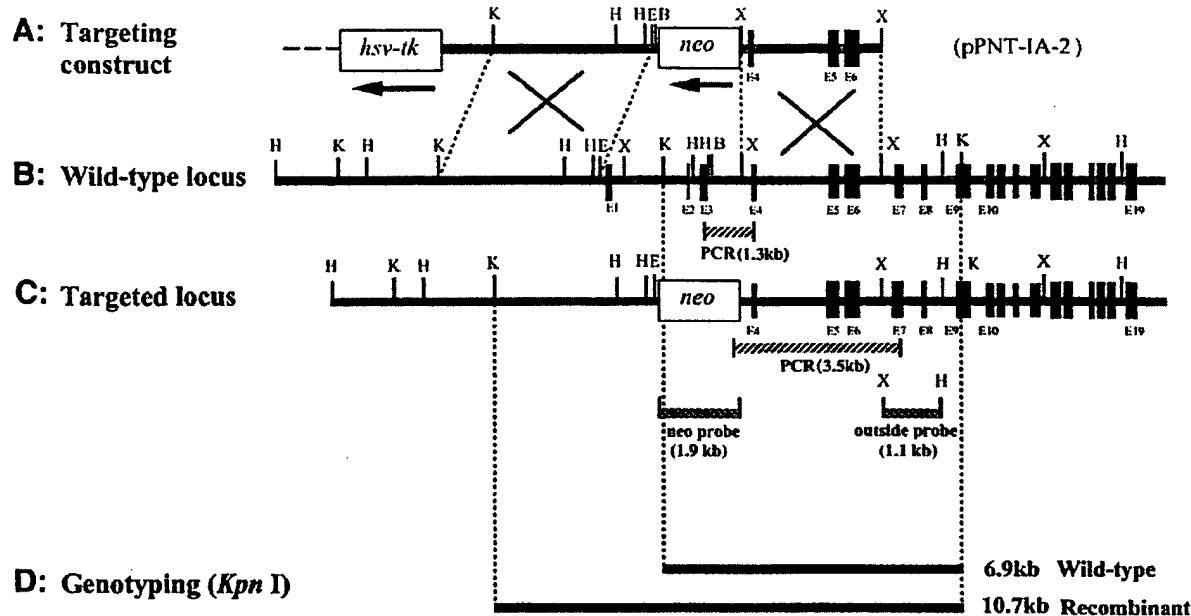 K H HE B X X
A: Targeting construct
hsv-tk neo
E4 E5 E6
(pPNT-IA-2)
H K H K H HE X K HH B X X H K X H
B: Wild-type locus
E1 E2 E3 E4 E5 E6 E7 E8 E9 E10 E19
PCR(1.3kb)
H K H K H HE X H K X H
C: Targeted locus
neo
E4 E5 E6 E7 E8 E9 E10 E19
PCR(3.5kb)
X H
neo probe (1.9 kb)
outside probe (1.1 kb)
6.9kb Wild-type
D: Genotyping (Kpn I)
10.7kb Recombinant